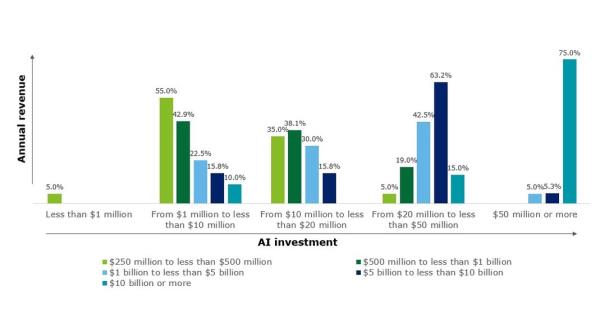 75.0%
63.2%
55.0%
42.9%
42.5%
38.1%
35.0%
30.0%
22.5%
19.0%
15.8%
15.8%
15.0%
10.0%
5.0%
5.0%
5.0%
5.3%
Annual revenue
Less than $1 million
From $1 million to less
than $10 million
From $10 million to less
than $20 million
From $20 million to less
than $50 million
$50 million or more
AI investment
$250 million to less than $500 million
$500 million to less than $1 billion
$1 billion to less than $5 billion
$5 billion to less than $10 billion
$10 billion or more